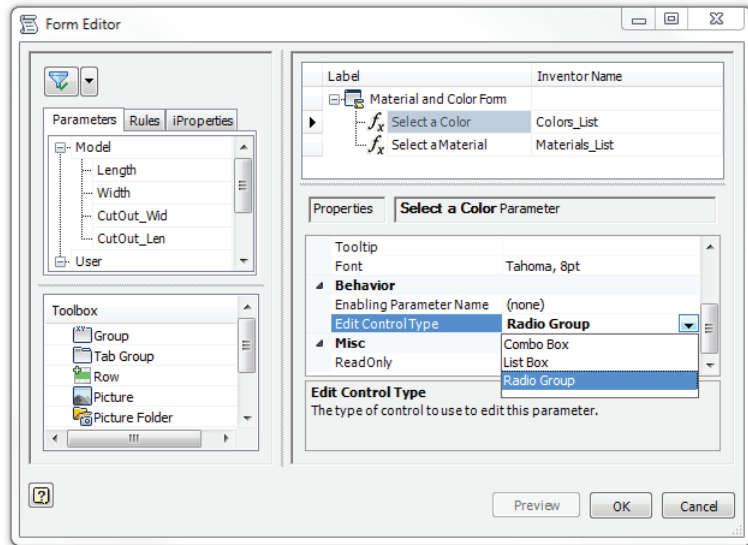 Form Editor
Parameters Rules iProperties
Model
Length
Width
CutOut_Wid
CutOut_Len
User
Toolbox
Group
Tab Group
Row
Picture
Picture Folder
Label Inventor Name
Material and Color Form
fx Select a Color Colors_List
fx Select a Material Materials_List
Properties Select a Color Parameter
Tooltip
Font Tahoma, 8pt
Behavior
Enabling Parameter Name (none)
Edit Control Type Radio Group
Misc
ReadOnly
Combo Box
List Box
Radio Group
Edit Control Type
The type of control to use to edit this parameter.
Preview OK Cancel